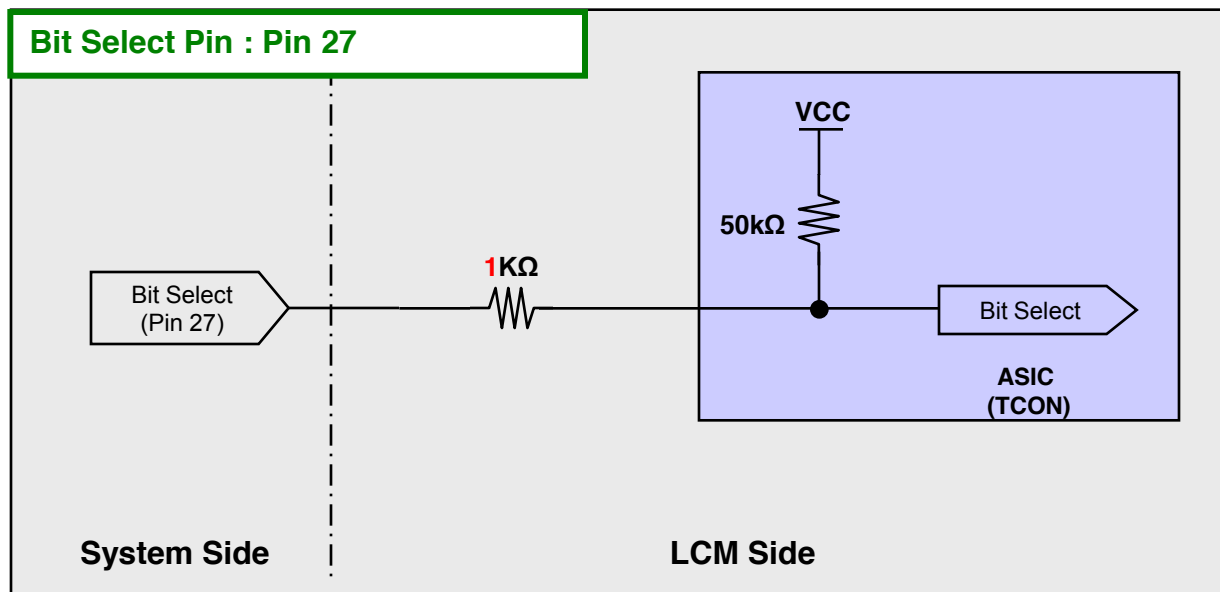 Bit Select Pin : Pin 27
VCC
50kΩ
1KΩ
Bit Select
(Pin 27)
Bit Select
ASIC
(TCON)
System Side
LCM Side